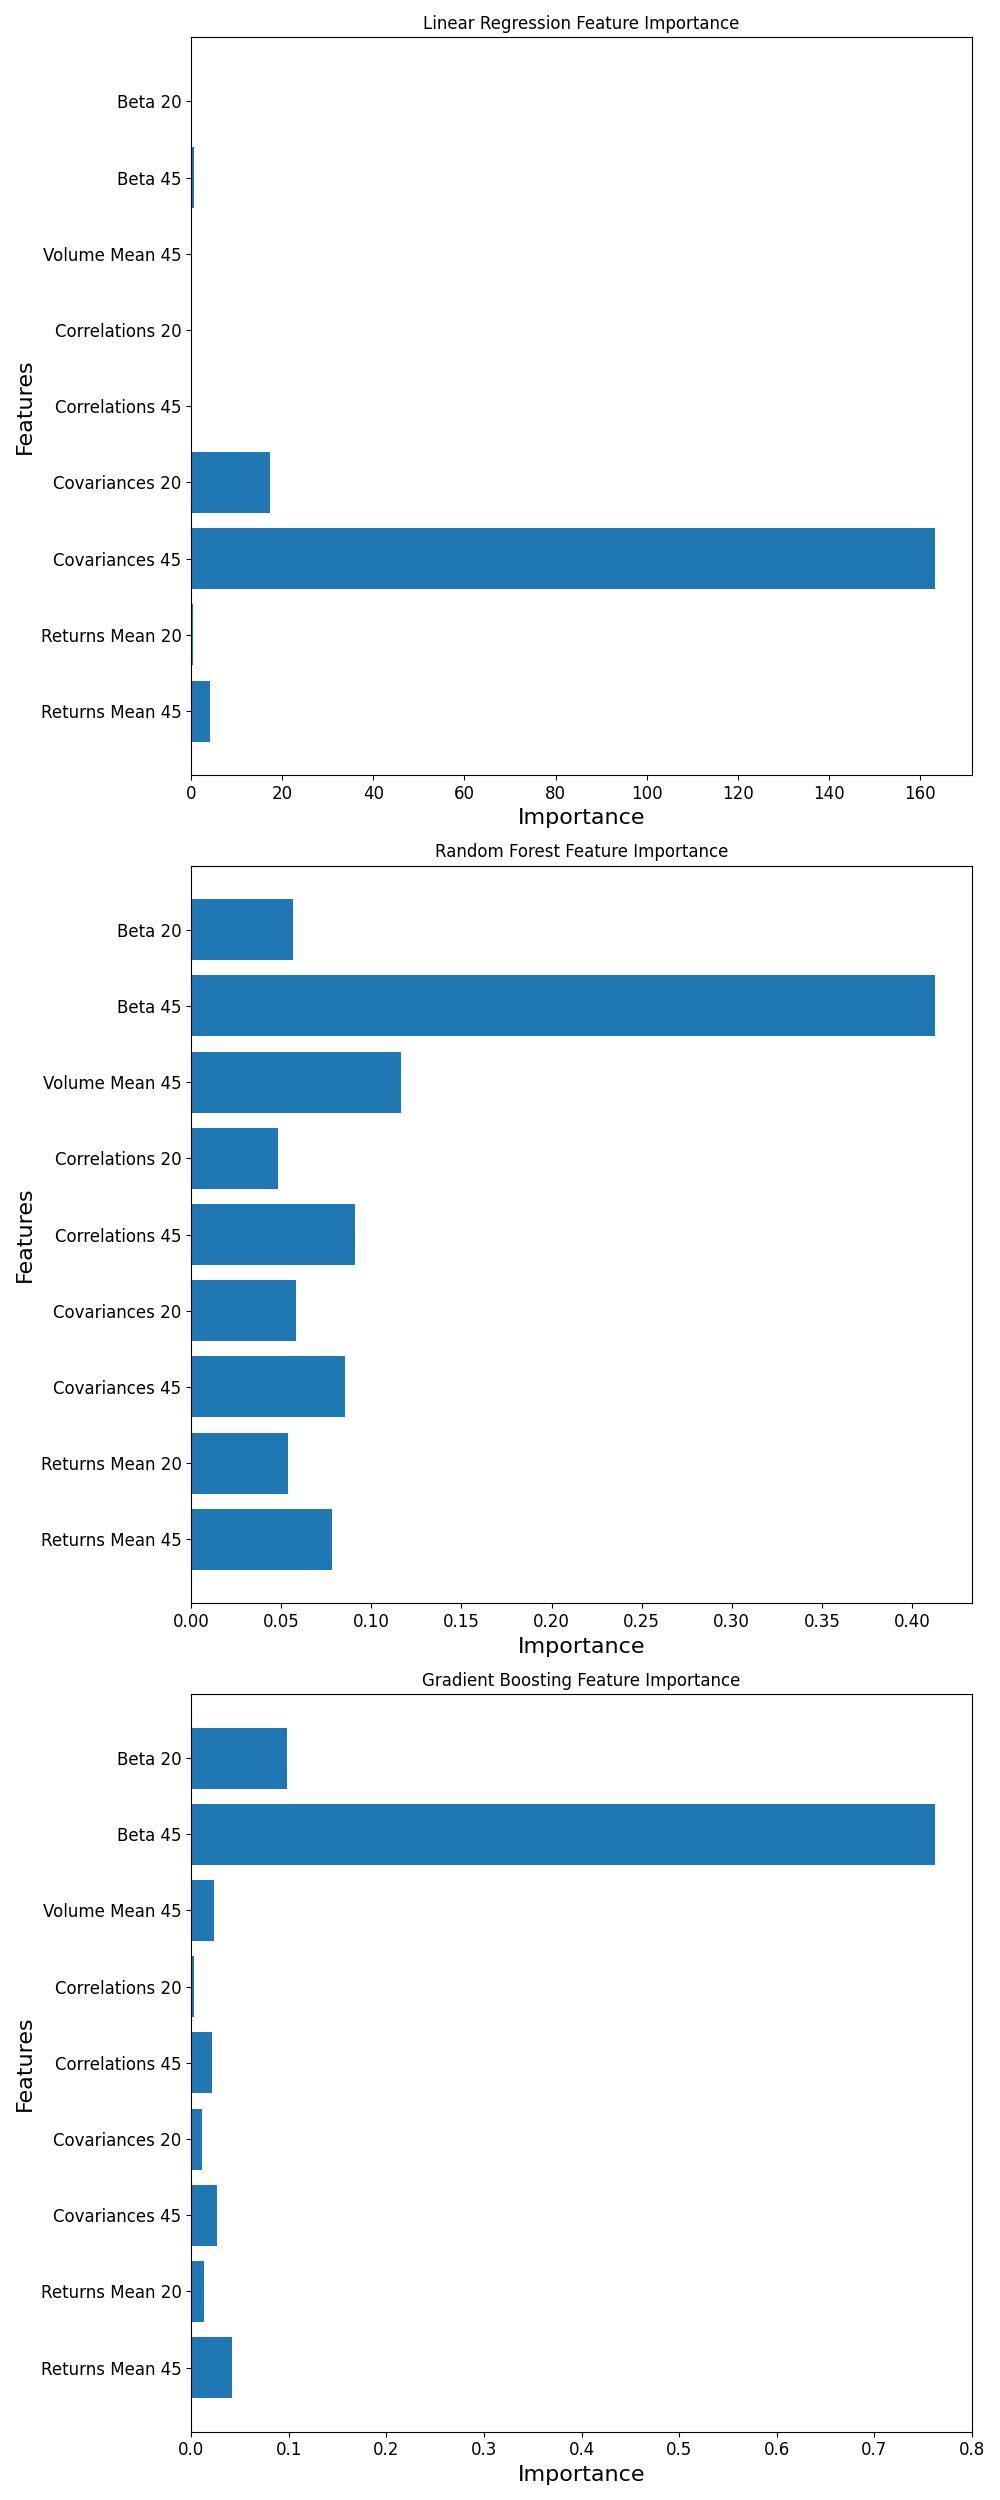 Linear Regression Feature Importance
Beta 20
Beta 45
Volume Mean 45
Correlations 20
Correlations 45
Covariances 20
Covariances 45
Returns Mean 20
Returns Mean 45
Features
0 20 40 60 80 100 120 140 160
Importance
Random Forest Feature Importance
Beta 20
Beta 45
Volume Mean 45
Correlations 20
Correlations 45
Covariances 20
Covariances 45
Returns Mean 20
Returns Mean 45
Features
0.00 0.05 0.10 0.15 0.20 0.25 0.30 0.35 0.40
Importance
Gradient Boosting Feature Importance
Beta 20
Beta 45
Volume Mean 45
Correlations 20
Correlations 45
Covariances 20
Covariances 45
Returns Mean 20
Returns Mean 45
Features
0.0 0.1 0.2 0.3 0.4 0.5 0.6 0.7 0.8
Importance